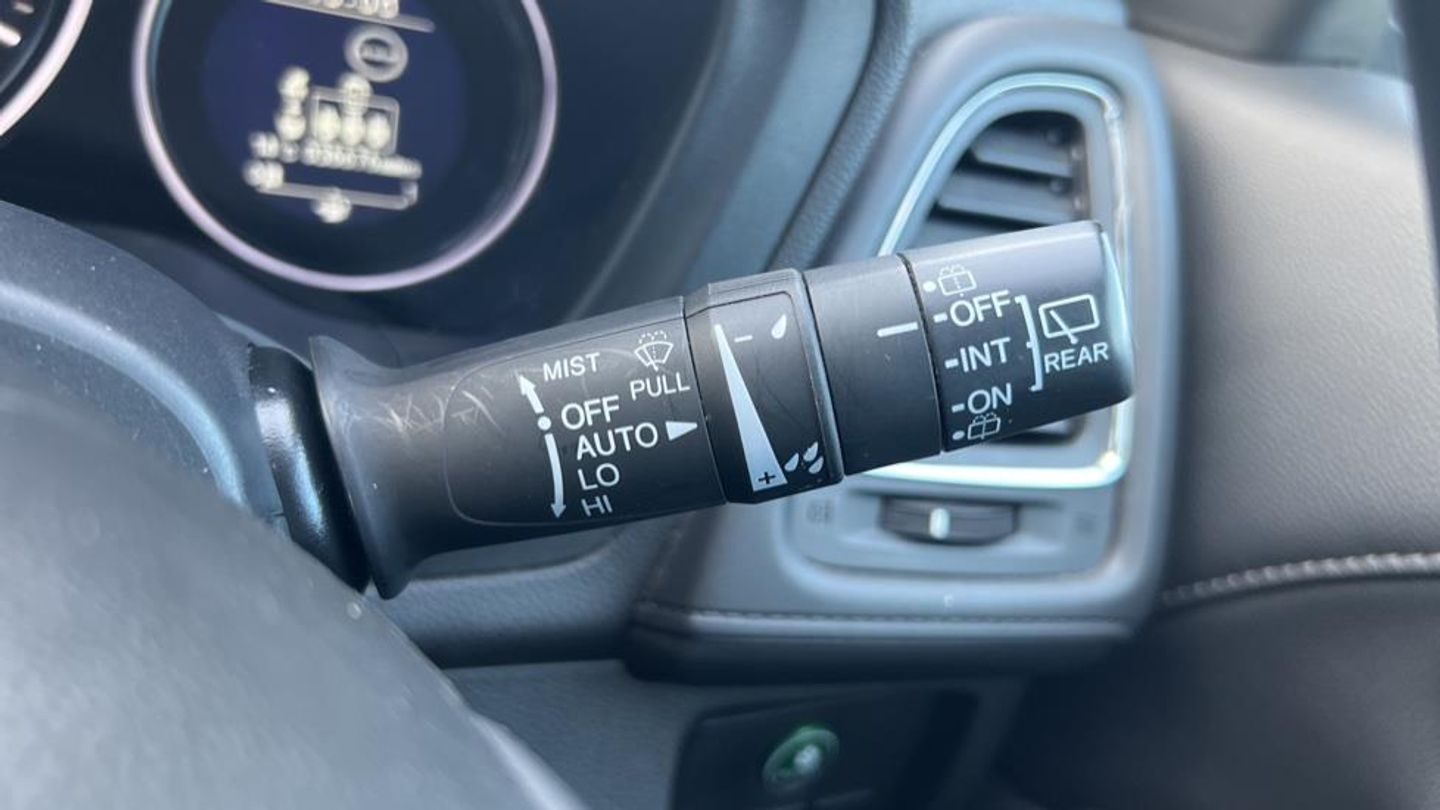 MIST
PULL
OFF
AUTO
LO
HI
- 
+
OFF
INT
ON
REAR